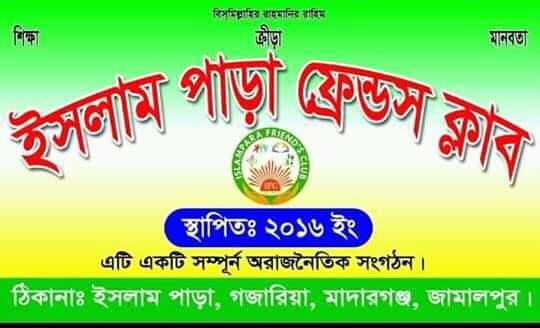 বিস্‌মিল্লাহির রাহমানির রাহিম
শিক্ষা ক্রীড়া মানবতা
ইসলাম পাড়া ফ্রেন্ডস ক্লাব
ISLAMPARA FRIEND'S CLUB
IFC
স্থাপিতঃ ২০১৬ ইং
এটি একটি সম্পূর্ন অরাজনৈতিক সংগঠন।
ঠিকানাঃ ইসলাম পাড়া, গজারিয়া, মাদারগঞ্জ, জামালপুর।